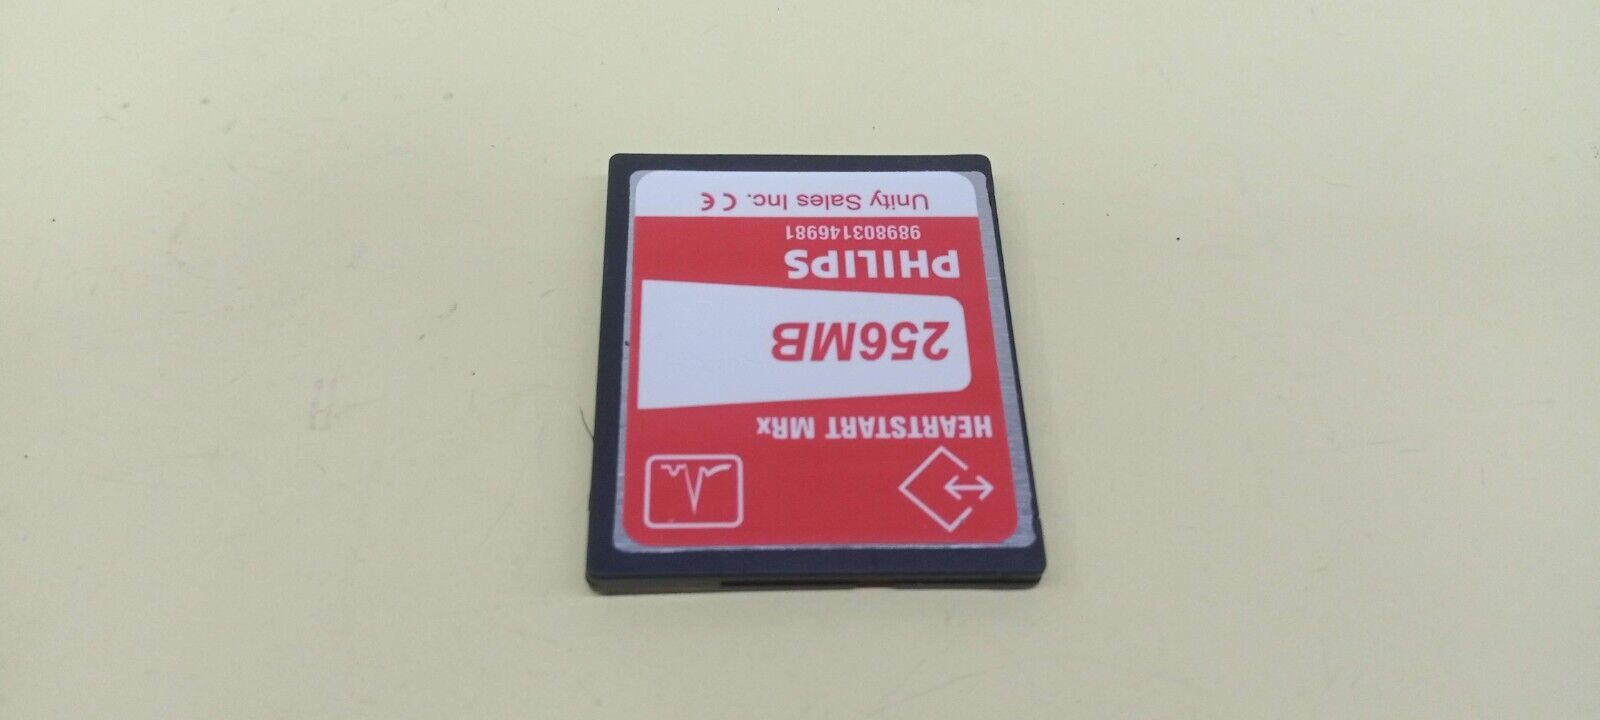 HEARTSTART MRx
256MB
PHILIPS
989803146981
Unity Sales Inc. CE